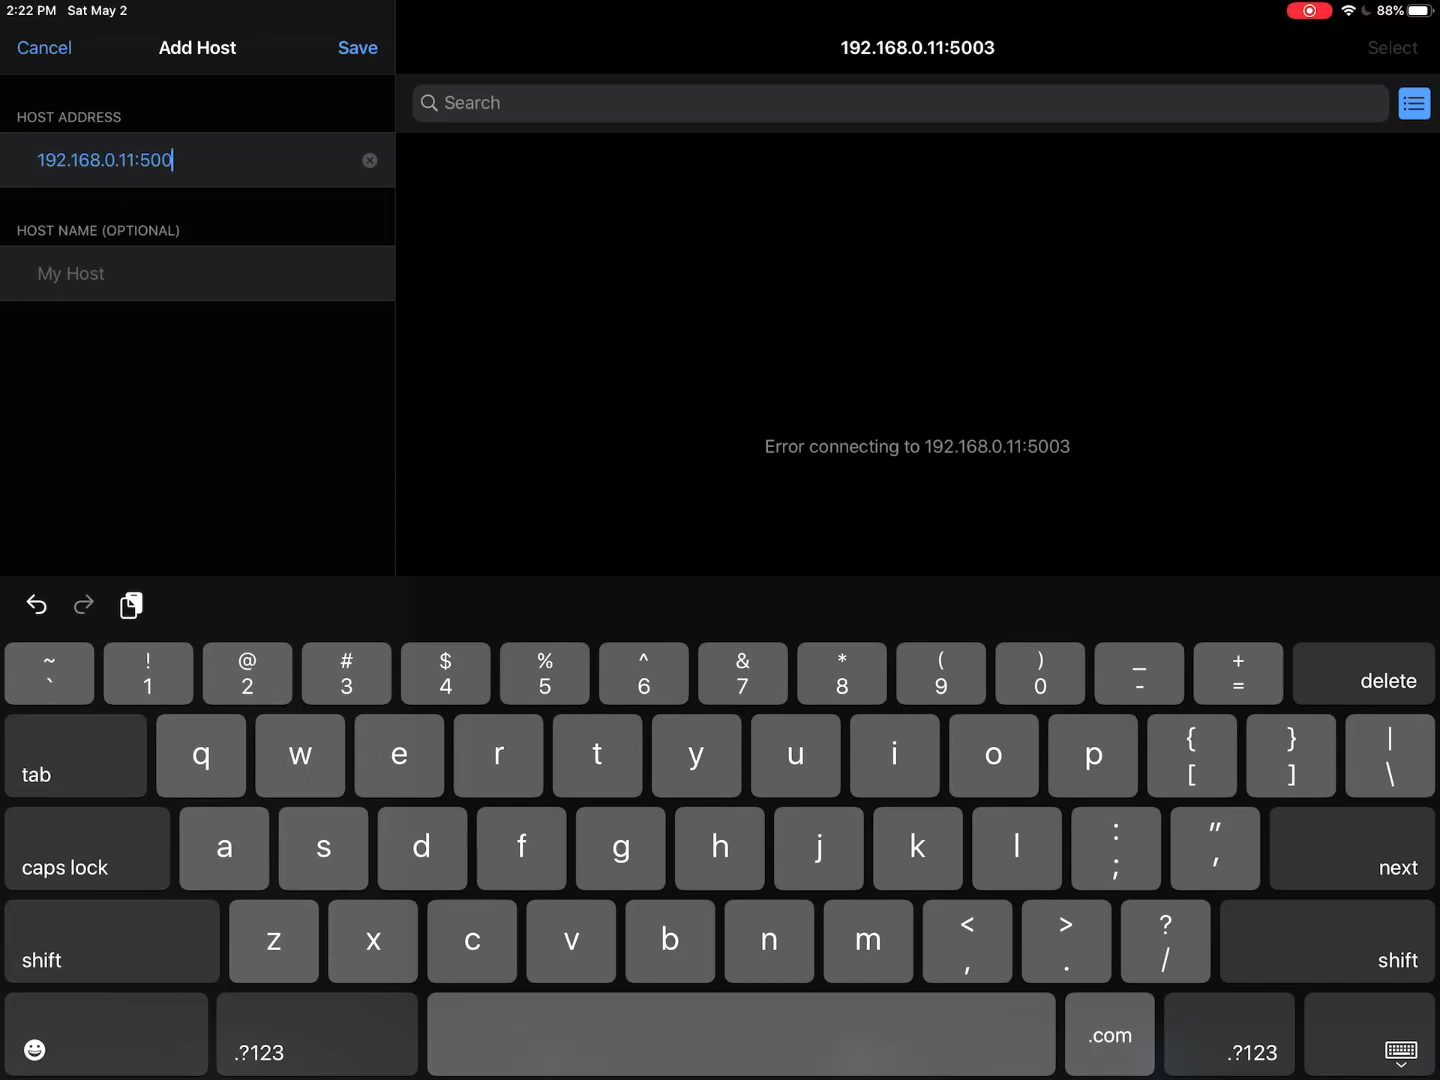 2:22 PM Sat May 2
88%
Cancel
Add Host
Save
192.168.0.11:5003
Select
Search
HOST ADDRESS
192.168.0.11:500
HOST NAME (OPTIONAL)
My Host
Error connecting to 192.168.0.11:5003
~ ! @ # $ % ^ & * ( ) _ +
` 1 2 3 4 5 6 7 8 9 0 - = delete
tab q w e r t y u i o p { [ } ] | \
caps lock a s d f g h j k l : ; " ' next
shift z x c v b n m < , > . ? / shift
.?123 .com .?123